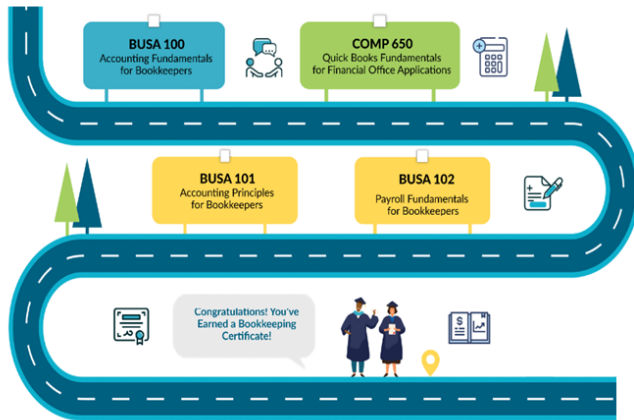 BUSA 100
Accounting Fundamentals
for Bookkeepers
COMP 650
Quick Books Fundamentals
for Financial Office Applications
BUSA 101
Accounting Principles
for Bookkeepers
BUSA 102
Payroll Fundamentals
for Bookkeepers
Congratulations! You've
Earned a Bookkeeping
Certificate!
$